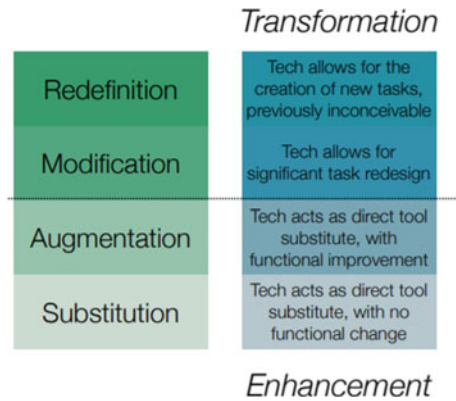 Transformation
Redefinition
Tech allows for the
creation of new tasks,
previously inconceivable
Modification
Tech allows for
significant task redesign
Augmentation
Tech acts as direct tool
substitute, with
functional improvement
Substitution
Tech acts as direct tool
substitute, with no
functional change
Enhancement